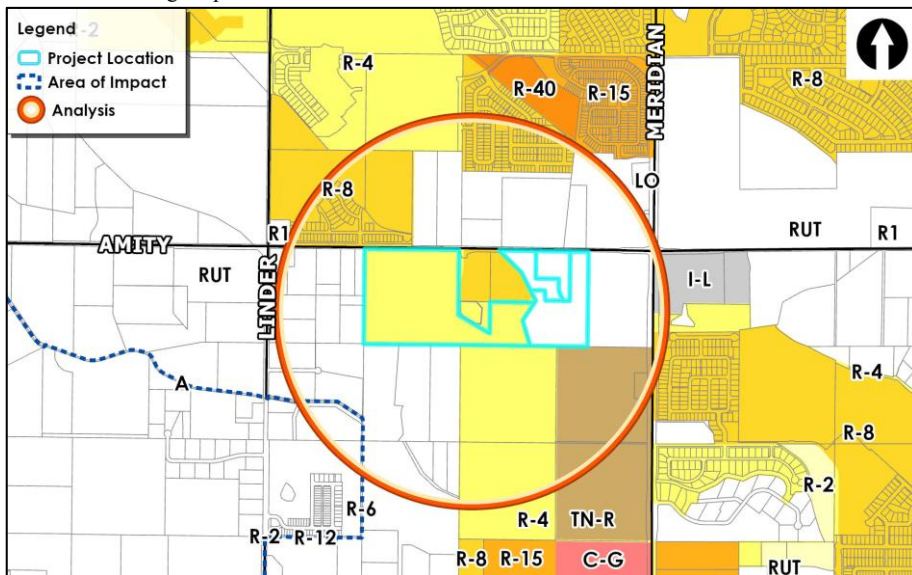 Legend
R-2
Project Location
Area of Impact
Analysis
R-4
R-40
R-15
MERIDIAN
R-8
R-8
LO
R1
AMITY
RUT
R1
RUT
LINDER
I-L
A
R-4
R-8
R-2
R-6
R-4
TN-R
R-2
R-12
R-8
R-15
C-G
RUT